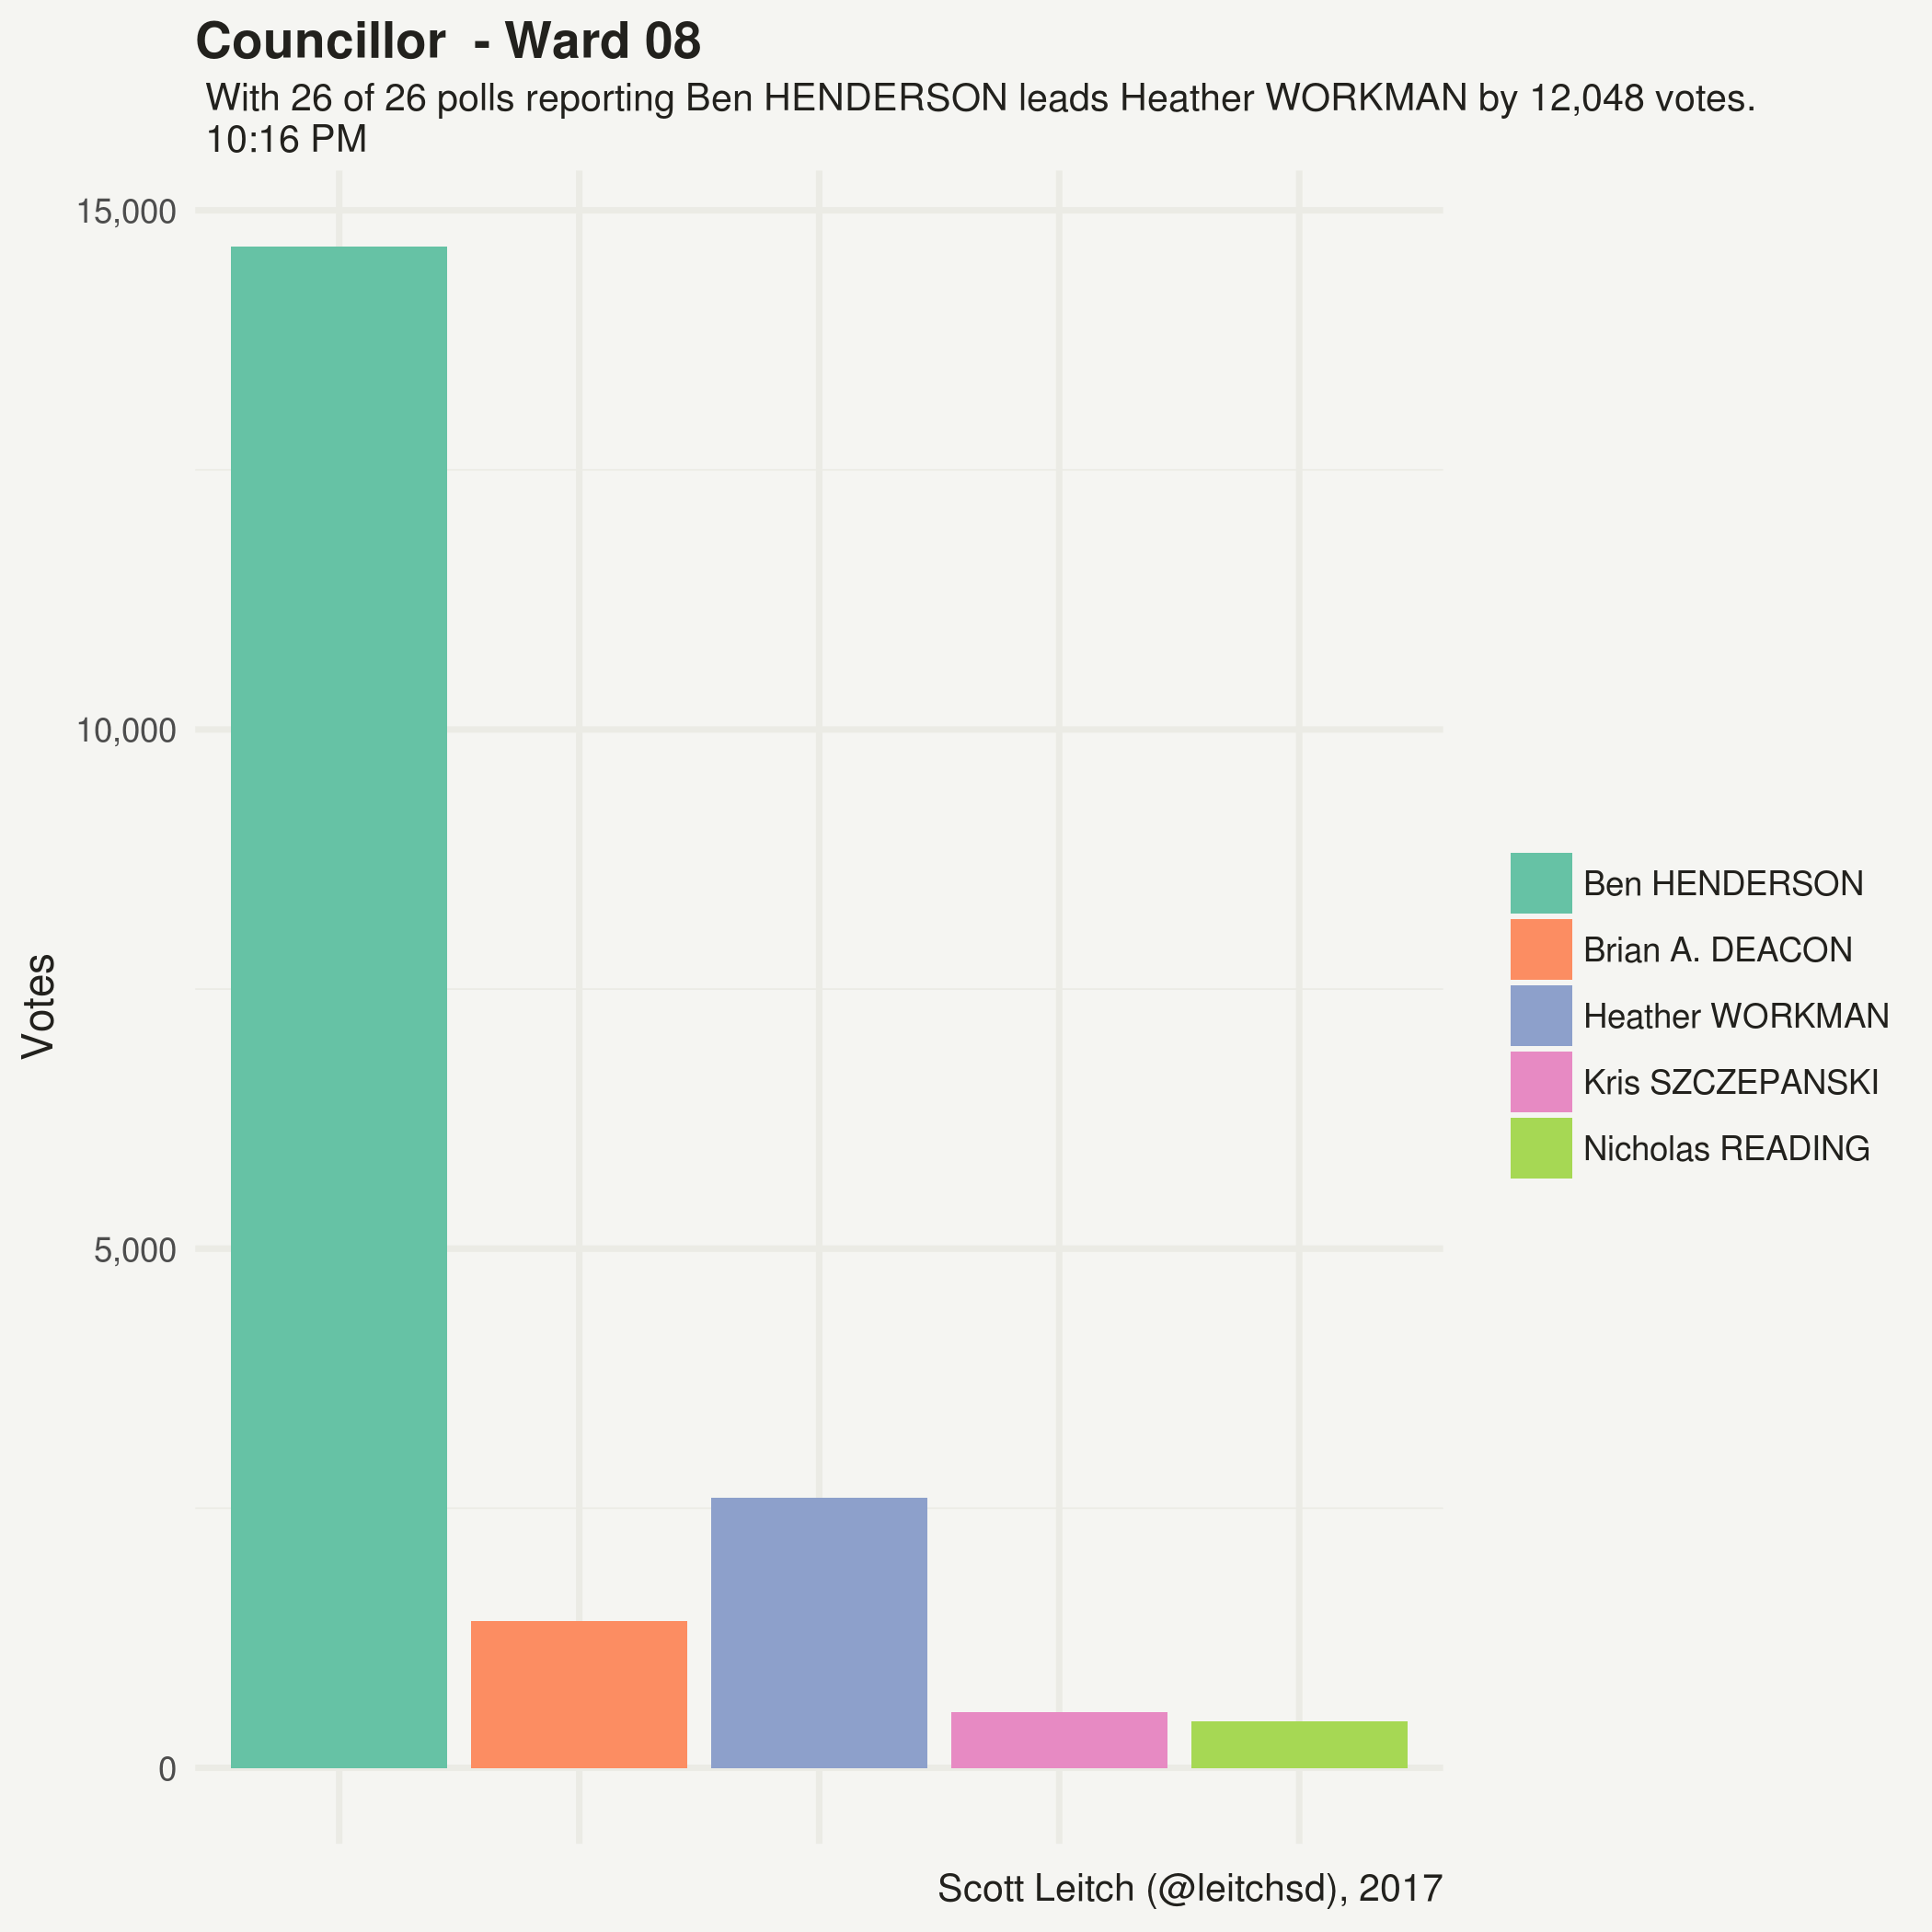 Councillor  - Ward 08
With 26 of 26 polls reporting Ben HENDERSON leads Heather WORKMAN by 12,048 votes.
10:16 PM
15,000
10,000
5,000
0
Votes
Ben HENDERSON
Brian A. DEACON
Heather WORKMAN
Kris SZCZEPANSKI
Nicholas READING
Scott Leitch (@leitchsd), 2017